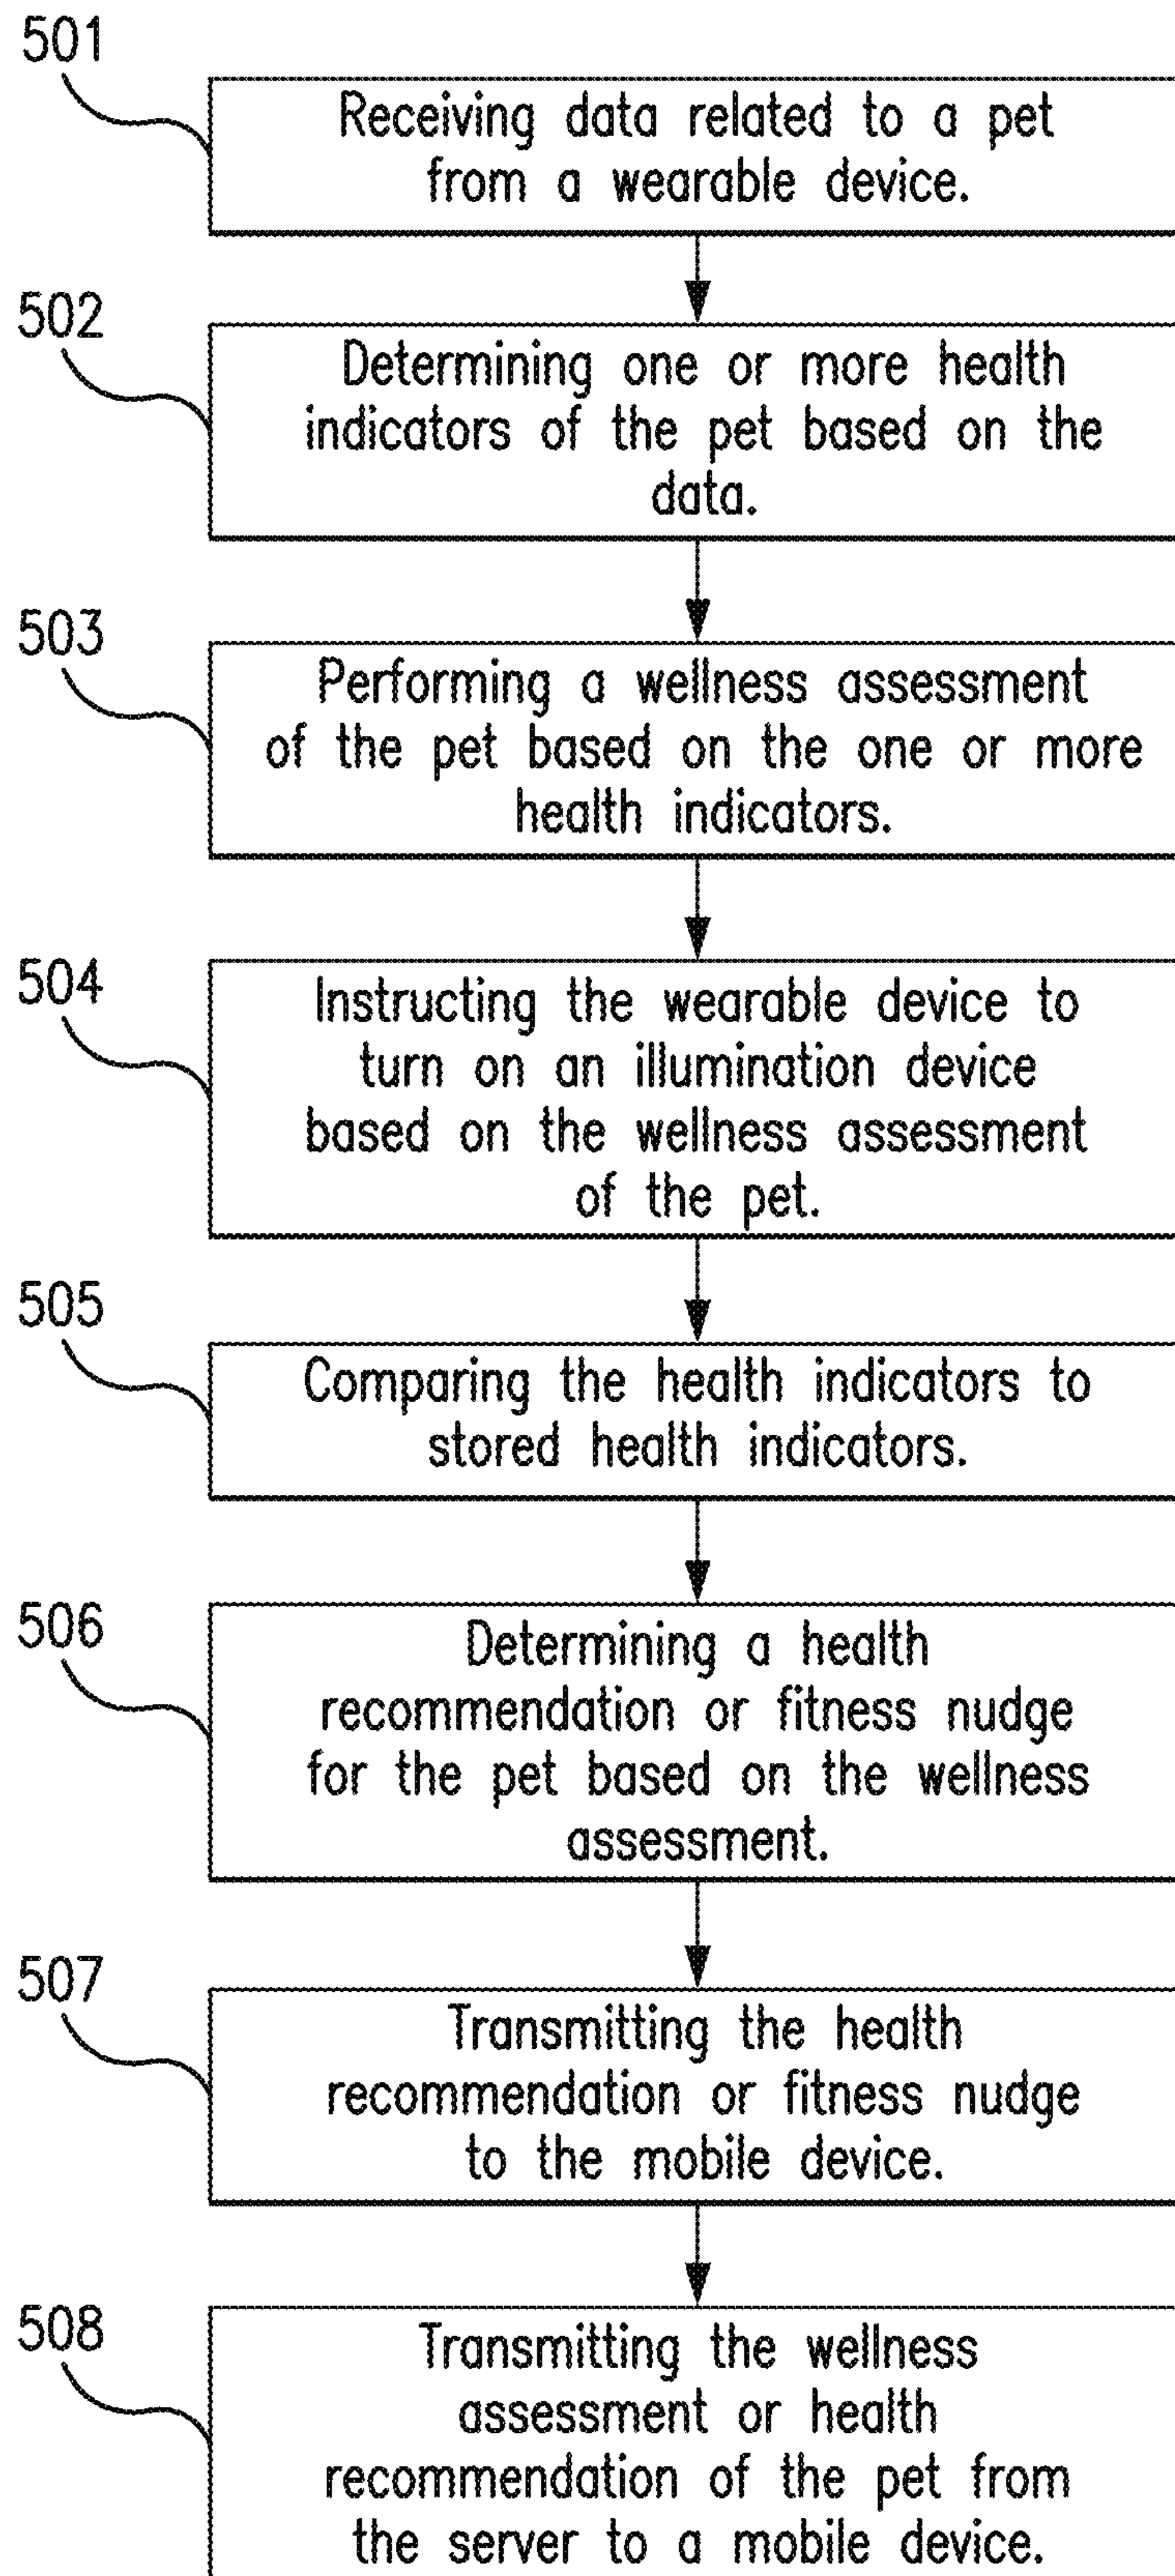 501
Receiving data related to a pet
from a wearable device.
502
Determining one or more health
indicators of the pet based on the
data.
503
Performing a wellness assessment
of the pet based on the one or more
health indicators.
504
Instructing the wearable device to
turn on an illumination device
based on the wellness assessment
of the pet.
505
Comparing the health indicators to
stored health indicators.
506
Determining a health
recommendation or fitness nudge
for the pet based on the wellness
assessment.
507
Transmitting the health
recommendation or fitness nudge
to the mobile device.
508
Transmitting the wellness
assessment or health
recommendation of the pet from
the server to a mobile device.